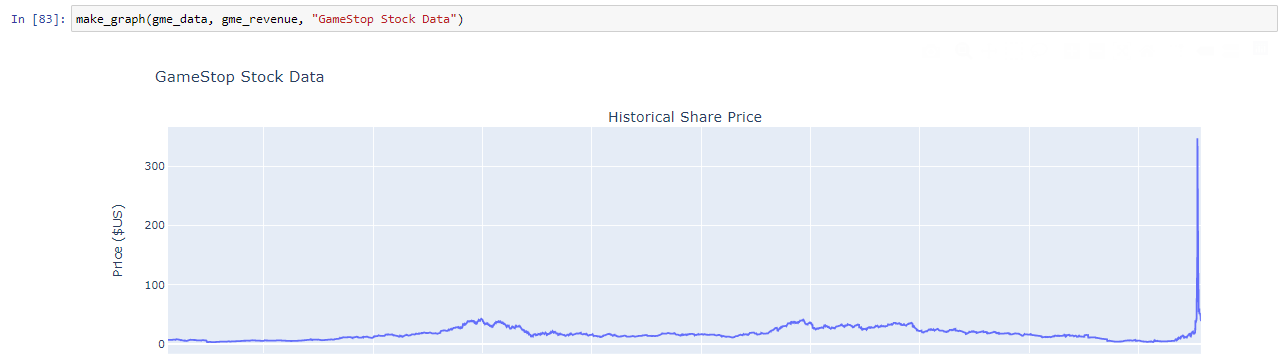 In [83]: make_graph(gme_data, gme_revenue, "GameStop Stock Data")
GameStop Stock Data
Historical Share Price
300
200
100
0
Price ($US)